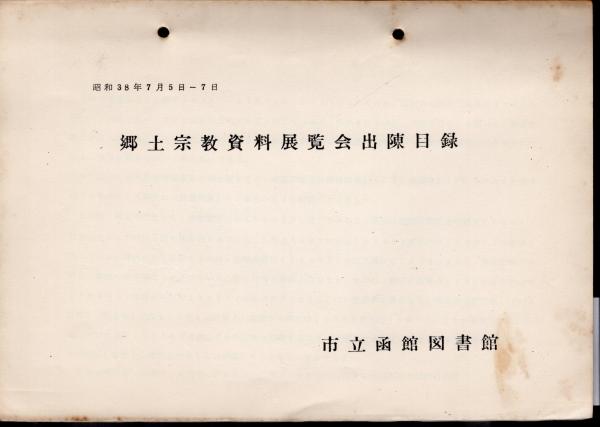 昭和38年7月5日－7日
郷土宗教資料展覧会出陳目録
市立函館図書館